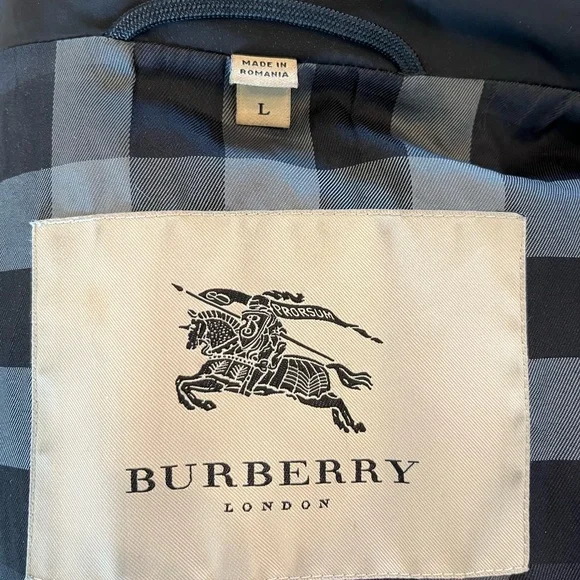 MADE IN
ROMANIA
L
PRORSUM
B
BURBERRY
LONDON